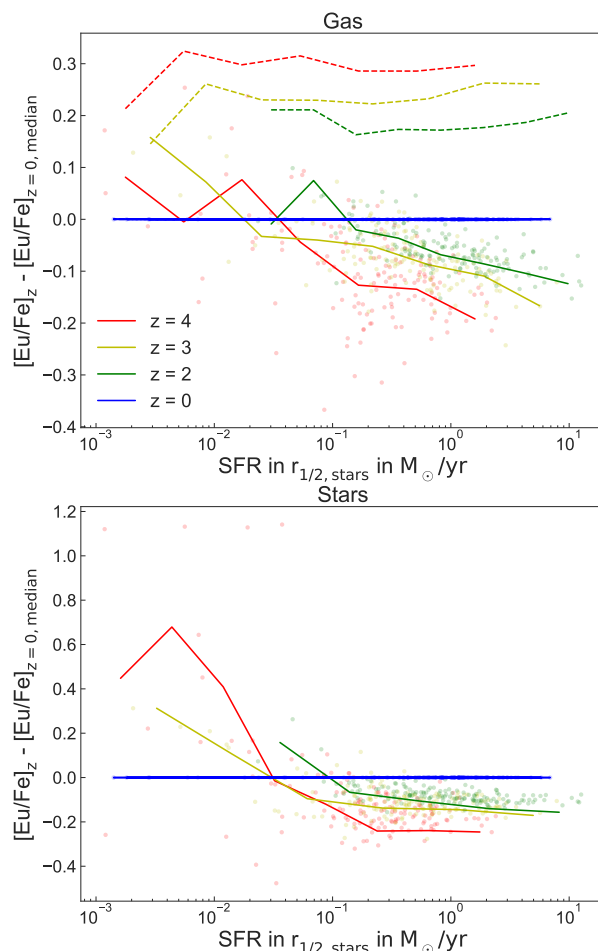 Gas
[Eu/Fe]z - [Eu/Fe]z = 0, median
0.3
0.2
0.1
0.0
−0.1
−0.2
−0.3
−0.4
z = 4
z = 3
z = 2
z = 0
10⁻³ 10⁻² 10⁻¹ 10⁰ 10¹
SFR in r1/2, stars in M⊙/yr
Stars
[Eu/Fe]z - [Eu/Fe]z = 0, median
1.2
1.0
0.8
0.6
0.4
0.2
0.0
−0.2
−0.4
10⁻³ 10⁻² 10⁻¹ 10⁰ 10¹
SFR in r1/2, stars in M⊙/yr